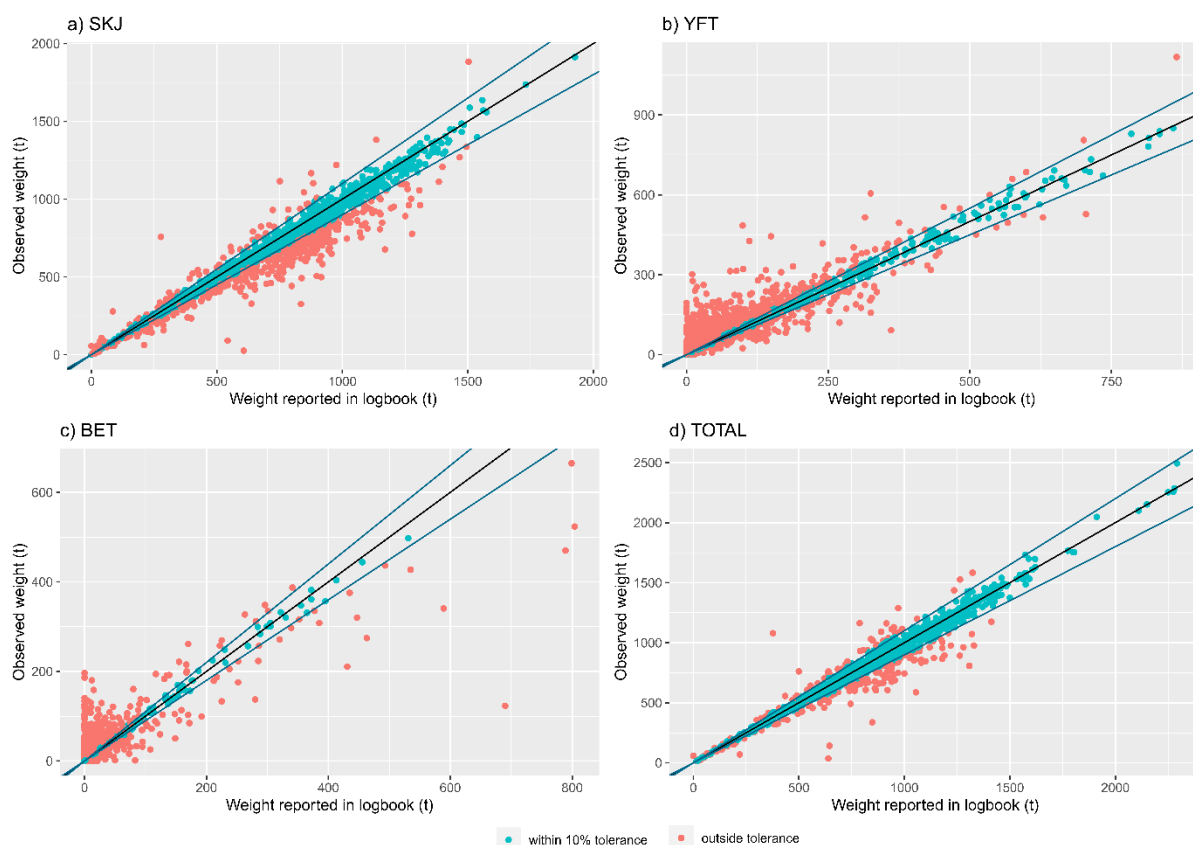 a) SKJ
2000
1500
1000
500
0
Observed weight (t)
0 500 1000 1500 2000
Weight reported in logbook (t)
b) YFT
900
600
300
0
Observed weight (t)
0 250 500 750
Weight reported in logbook (t)
c) BET
600
400
200
0
Observed weight (t)
0 200 400 600 800
Weight reported in logbook (t)
d) TOTAL
2500
2000
1500
1000
500
0
Observed weight (t)
0 500 1000 1500 2000
Weight reported in logbook (t)
within 10% tolerance outside tolerance